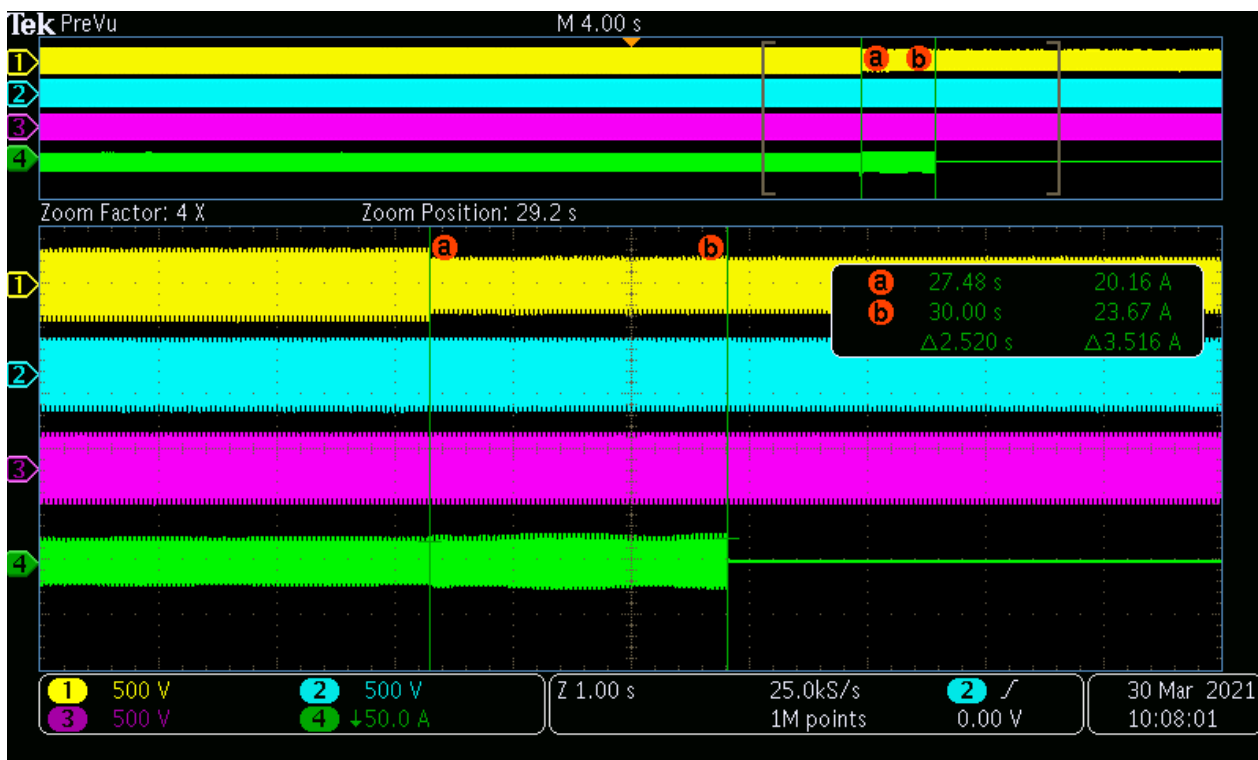 Tek PreVu M 4.00 s
1
2
3
4
a b
Zoom Factor: 4 X Zoom Position: 29.2 s
a b
1
2
3
4
a 27.48 s 20.16 A
b 30.00 s 23.67 A
△2.520 s △3.516 A
1 500 V 2 500 V Z 1.00 s 25.0kS/s 2 ∫ 30 Mar 2021
3 500 V 4 ↓50.0 A 1M points 0.00 V 10:08:01